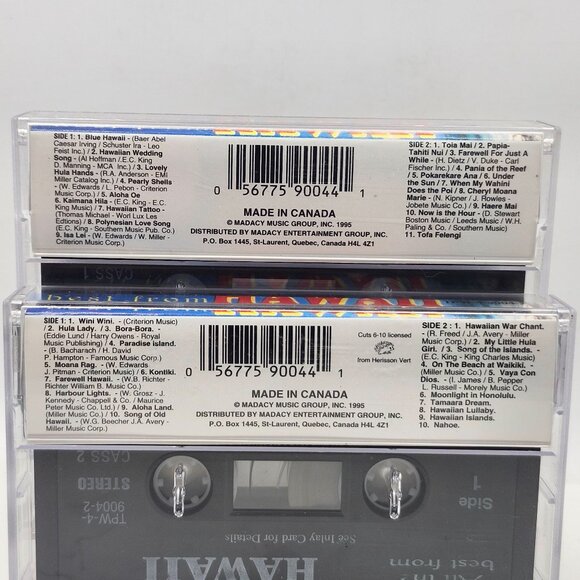 SIDE 1: 1. Blue Hawaii - (Baer Abel
Caesar Irving / Schuster Ira - Leo
Feist Inc.) / 2. Hawaiian Wedding
Song - (Al Hoffman / E.C. King
D. Manning - MCA Inc.) / 3. Lovely
Hula Hands - (R.A. Anderson - EMI
Miller Catalog Inc.) / 4. Pearly Shells
- (W. Edwards / L. Pebon - Criterion
Music Corp.) / 5. Aloha Oe
6. Kaimana Hila - (E.C. King - E.C.
King Music) / 7. Hawaiian Tattoo -
(Thomas Michael - Worl Lux Les
Editions) / 8. Polynesian Love Song
(E.C. King - Southern Music Pub. Co.)
9. Isa Lei - (W. Edwards / W. Miller
Criterion Music Corp.)
0 56775 90044 1
MADE IN CANADA
© MADACY MUSIC GROUP, INC. 1995
DISTRIBUTED BY MADACY ENTERTAINMENT GROUP, INC.
P.O. Box 1445, St-Laurent, Quebec, Canada H4L 4Z1
SIDE 2: 1. Toia Mai / 2. Papia-
Tahiti Nui / 3. Farewell For Just A
While - (H. Dietz / V. Duke - Carl
Fischer Inc.) / 4. Pania of the Reef
5. Pokarekare Ana / 6. Under
the Sun / 7. When My Wahini
Does the Poi / 8. Cheryl Moana
Marie - (N. Kipner / J. Rowles -
Jobete Music Corp.) / 9. Haere Mai
10. Now is the Hour - (D. Stewart
Boston Music / Leeds Music / W.H.
Paling & Co. / Southern Music)
11. Tofa Felengi
CASS 1
best from HAWAII
SIDE 1: 1. Wini Wini. - (Criterion Music)
/ 2. Hula Lady. / 3. Bora-Bora. -
(Eddie Lund / Harry Owens - Royal
Music Publishing) / 4. Paradise island.
- (B. Bacharach / H. David
P. Hampton - Famous Music Corp.)
5. Moana Rag. - (W. Edwards
J. Pitman - Criterion Music) / 6. Kontiki.
7. Farewell Hawaii. - (W.B. Richter -
Richter William B. Music Co.)
8. Harbour Lights. - (W. Grosz - J.
Kennedy - Chappell & Co. / Maurice
Peter Music Co. Ltd.) / 9. Aloha Land.
(Miller Music Co.) / 10. Song of Old
Hawaii. - (W.G. Beecher J.A. Avery -
Miller Music Corp.)
0 56775 90044 1
Cuts 6-10 licensed
from Herisson Vert
MADE IN CANADA
© MADACY MUSIC GROUP, INC. 1995
DISTRIBUTED BY MADACY ENTERTAINMENT GROUP, INC.
P.O. Box 1445, St-Laurent, Quebec, Canada H4L 4Z1
SIDE 2 : 1. Hawaiian War Chant.
- (R. Freed / J.A. Avery - Miller
Music Corp.) / 2. My Little Hula
Girl. / 3. Song of the Islands. -
(E.C. King - King Charles Music)
4. On The Beach at Waikiki. -
(Miller Music Co.) / 5. Vaya Con
Dios. - (I. James / B. Pepper
L. Russell - Morely Music Co.)
6. Moonlight in Honolulu.
7. Tamaara Dream.
8. Hawaiian Lullaby.
9. Hawaiian Islands.
10. Nahoe.
CASS 2
STEREO
TPW-4-
9004-2
Side
1
See Inlay Card for Details
HAWAII
best from